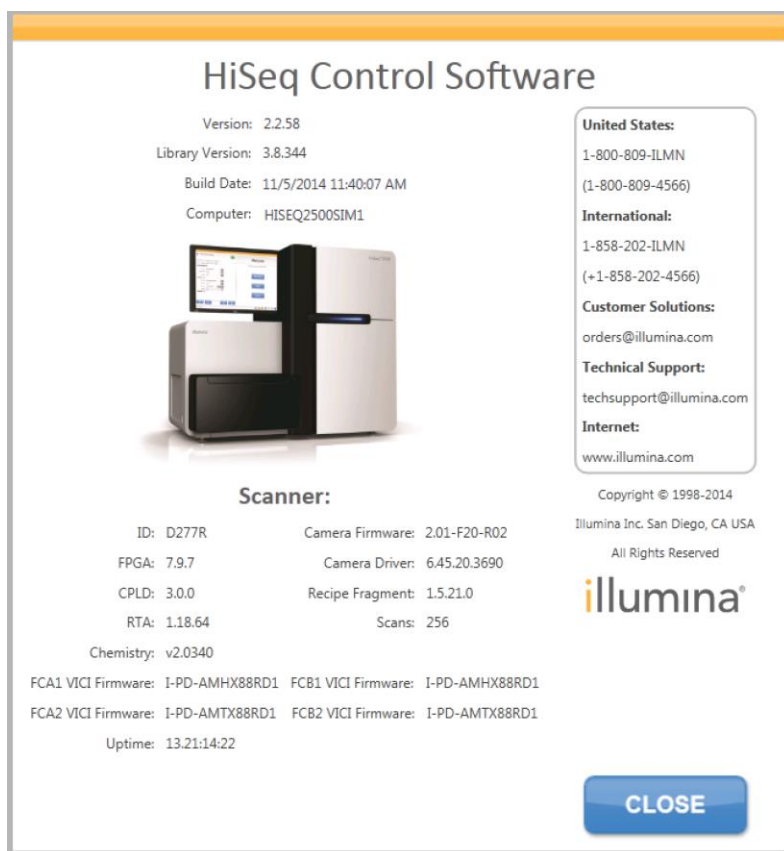 HiSeq Control Software
Version: 2.2.58
Library Version: 3.8.344
Build Date: 11/5/2014 11:40:07 AM
Computer: HISEQ2500SIM1
United States:
1-800-809-ILMN
(1-800-809-4566)
International:
1-858-202-ILMN
(+1-858-202-4566)
Customer Solutions:
orders@illumina.com
Technical Support:
techsupport@illumina.com
Internet:
www.illumina.com
Copyright © 1998-2014
Illumina Inc. San Diego, CA USA
All Rights Reserved
illumina®
Scanner:
ID: D277R Camera Firmware: 2.01-F20-R02
FPGA: 7.9.7 Camera Driver: 6.45.20.3690
CPLD: 3.0.0 Recipe Fragment: 1.5.21.0
RTA: 1.18.64 Scans: 256
Chemistry: v2.0340
FCA1 VICI Firmware: I-PD-AMHX88RD1 FCB1 VICI Firmware: I-PD-AMHX88RD1
FCA2 VICI Firmware: I-PD-AMTX88RD1 FCB2 VICI Firmware: I-PD-AMTX88RD1
Uptime: 13.21:14:22
CLOSE